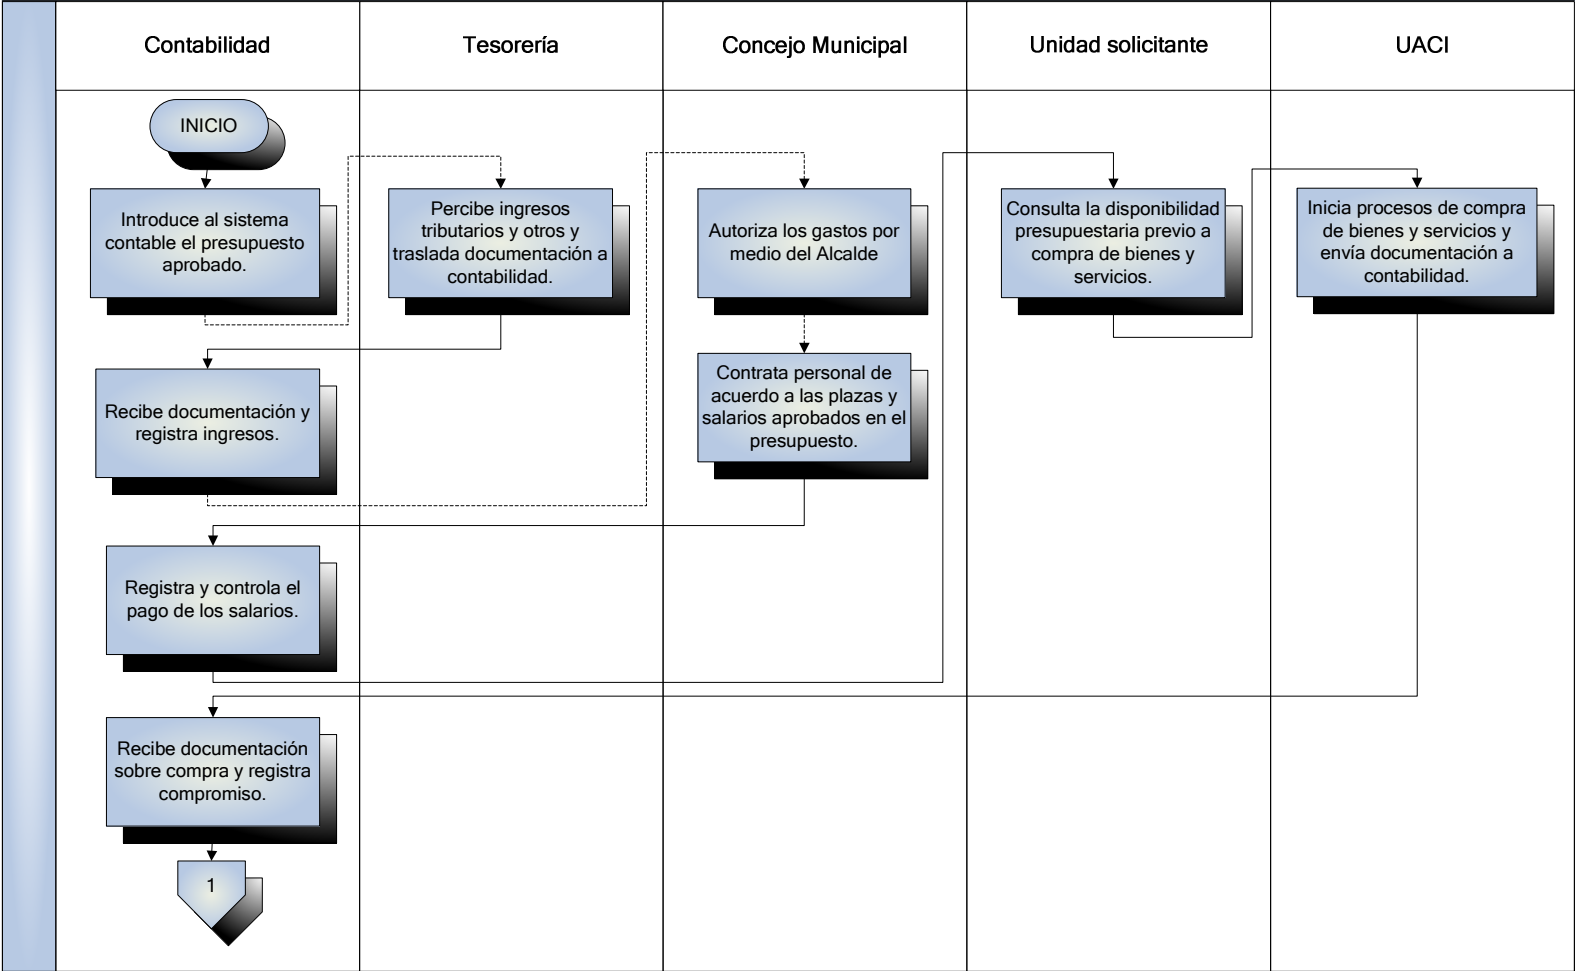 Contabilidad
Tesorería
Concejo Municipal
Unidad solicitante
UACI
INICIO
Introduce al sistema
contable el presupuesto
aprobado.
Percibe ingresos
tributarios y otros y
traslada documentación a
contabilidad.
Autoriza los gastos por
medio del Alcalde
Consulta la disponibilidad
presupuestaria previo a
compra de bienes y
servicios.
Inicia procesos de compra
de bienes y servicios y
envía documentación a
contabilidad.
Recibe documentación y
registra ingresos.
Contrata personal de
acuerdo a las plazas y
salarios aprobados en el
presupuesto.
Registra y controla el
pago de los salarios.
Recibe documentación
sobre compra y registra
compromiso.
1